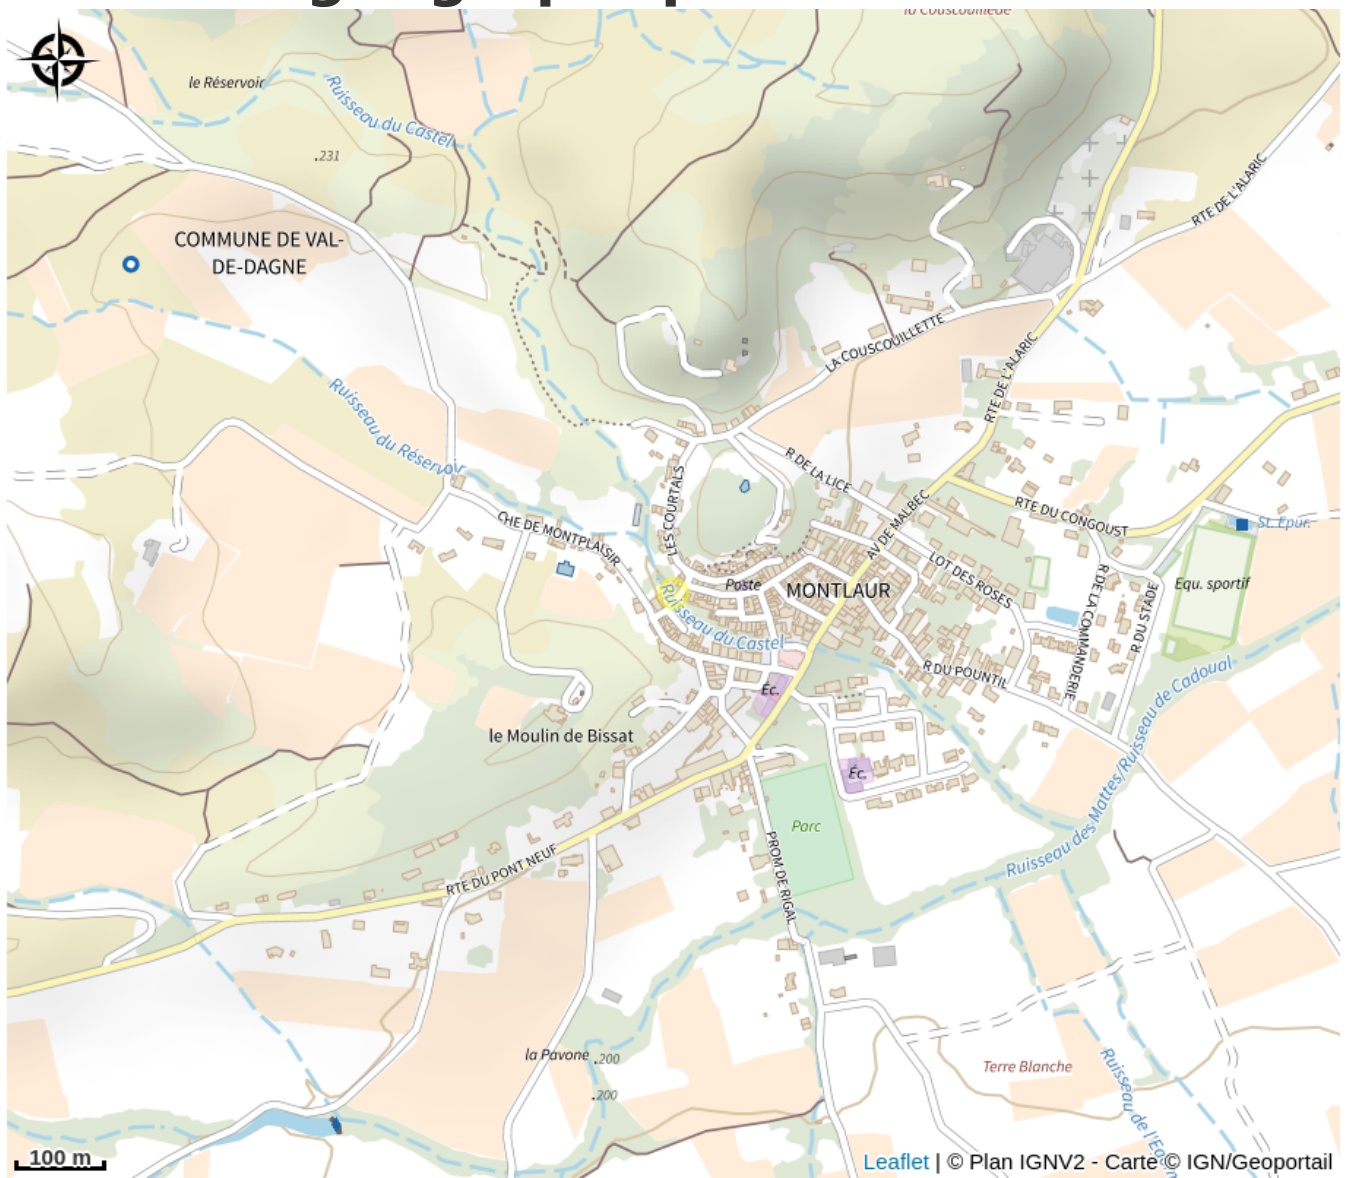 la Couscouillède
le Réservoir
Ruisseau du Castel
.231
RTE DE L'ALARIC
COMMUNE DE VAL-
DE-DAGNE
LA COUSCOUILLETTE
RTE DE L'ALARIC
Ruisseau du Réservoir
R DE LA LICE
LES COURTALS
AV DE MALBEC
RTE DU CONGOUST
St. Épur.
CHE DE MONTPLAISIR
LOT DES ROSES
Poste
MONTLAUR
Equ. sportif
R DE LA COMMANDERIE
R DU STADE
Ruisseau du Castel
R DU POUNTIL
Éc.
le Moulin de Bissat
Ruisseau des Mattes/Ruisseau de Cadoual
Éc.
Parc
RTE DU PONT NEUF
PROM DE RIGAL
la Pavone
.200
Terre Blanche
.200
Ruisseau de
100 m
Leaflet | © Plan IGNV2 - Carte © IGN/Geoportail